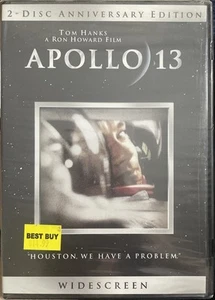 2-DISC ANNIVERSARY EDITION
TOM HANKS
A RON HOWARD FILM
APOLLO 13
BEST BUY
"HOUSTON, WE HAVE A PROBLEM."
WIDESCREEN